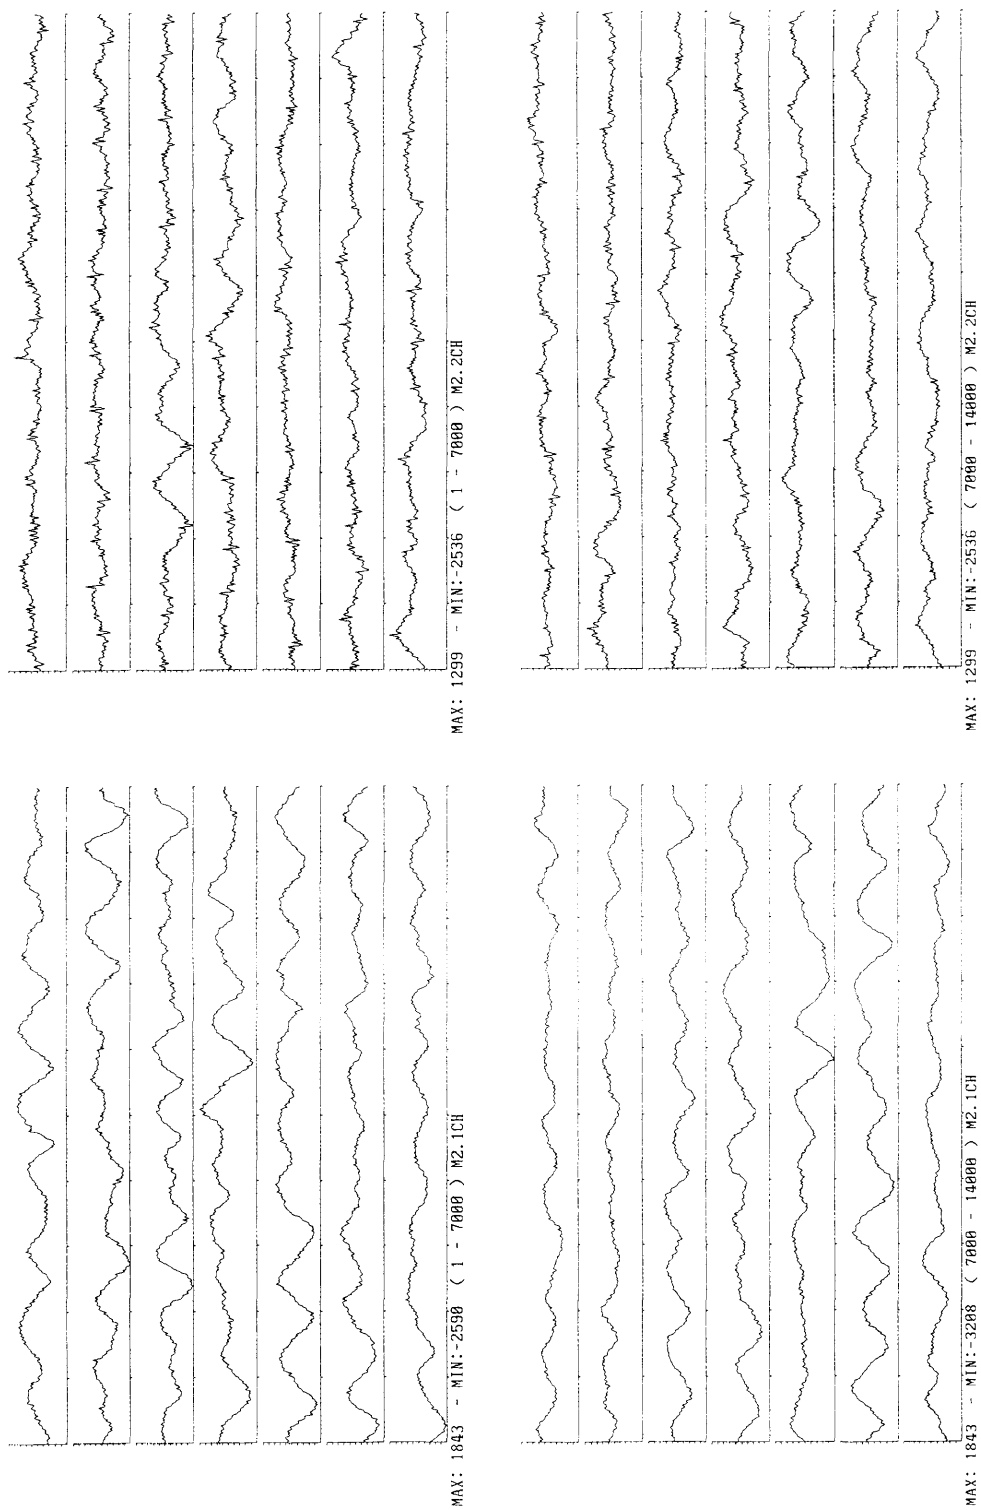 MAX: 1299 - MIN:-2536 ( 1 - 7000 ) M2.2CH
MAX: 1299 - MIN:-2536 ( 7000 - 14000 ) M2.2CH
MAX: 1843 - MIN:-2590 ( 1 - 7000 ) M2.1CH
MAX: 1843 - MIN:-3208 ( 7000 - 14000 ) M2.1CH